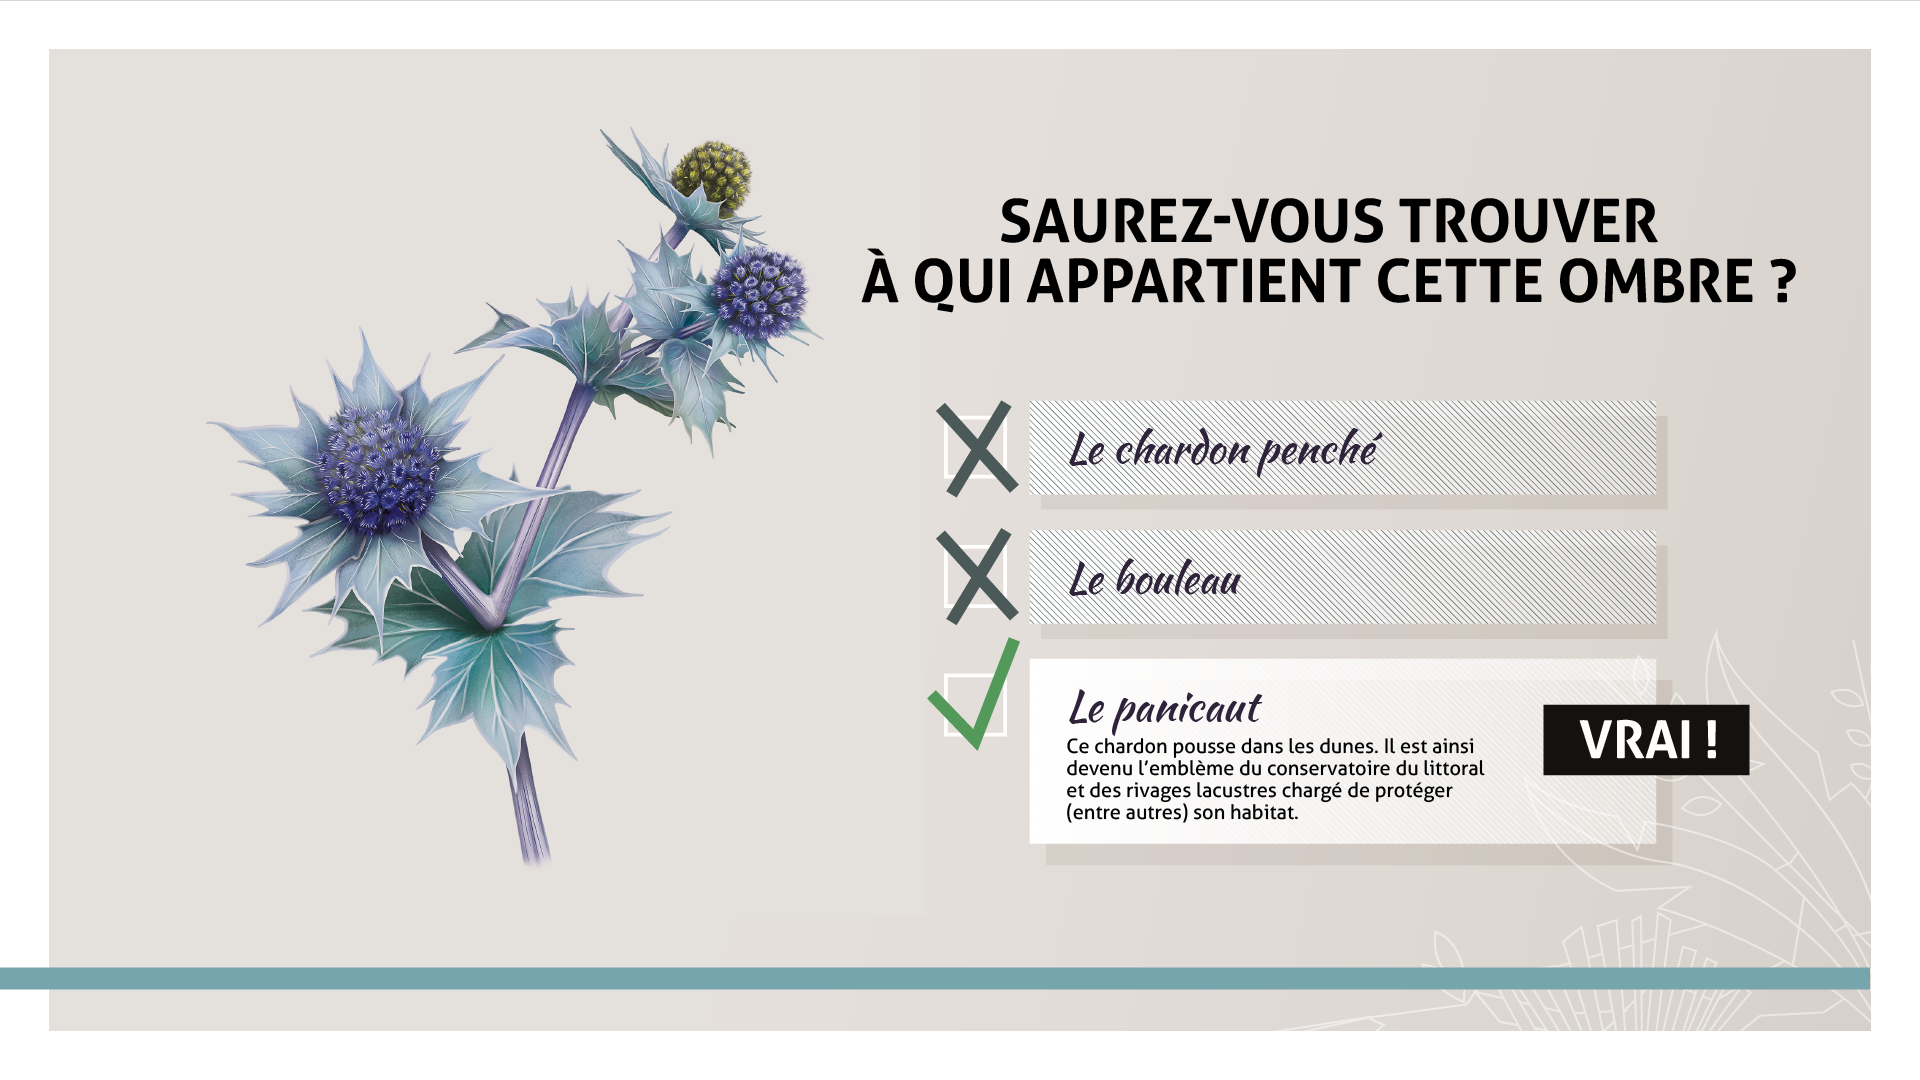 SAUREZ-VOUS TROUVER
À QUI APPARTIENT CETTE OMBRE ?
Le chardon penché
Le bouleau
Le panicaut
Ce chardon pousse dans les dunes. Il est ainsi
devenu l’emblème du conservatoire du littoral
et des rivages lacustres chargé de protéger
(entre autres) son habitat.
VRAI !